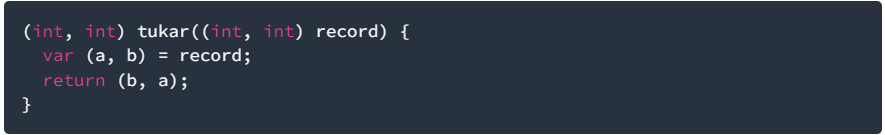 (int, int) tukar((int, int) record) {
  var (a, b) = record;
  return (b, a);
}